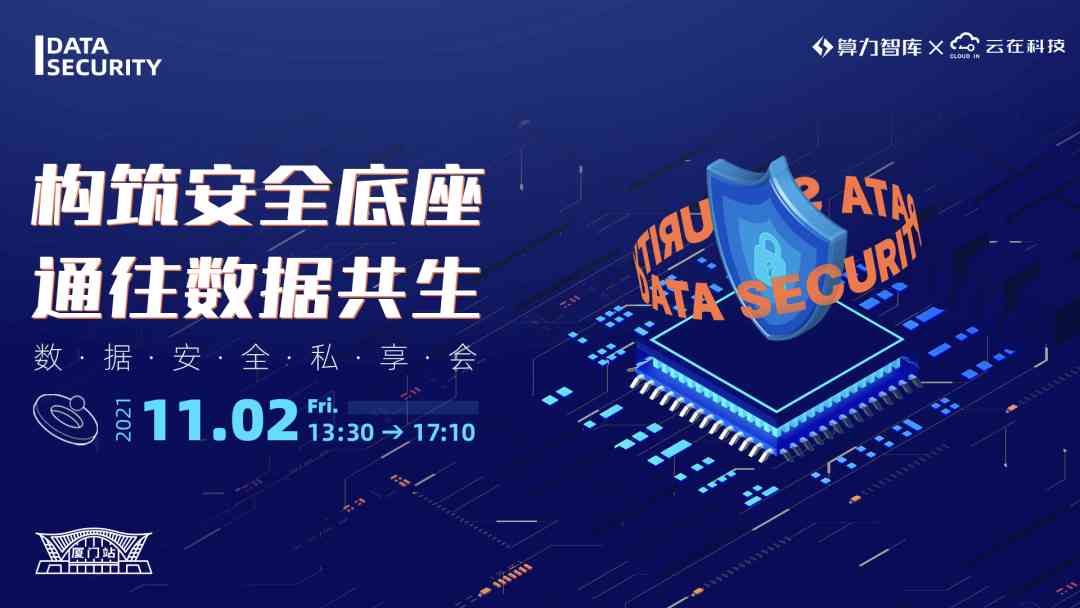 DATA
SECURITY
算力智库 × 云在科技
CLOUD IN
构筑安全底座
通往数据共生
数·据·安·全·私·享·会
2021
11.02
Fri.
13:30 → 17:10
厦门站
DATA SECURITY
DATA & URITY